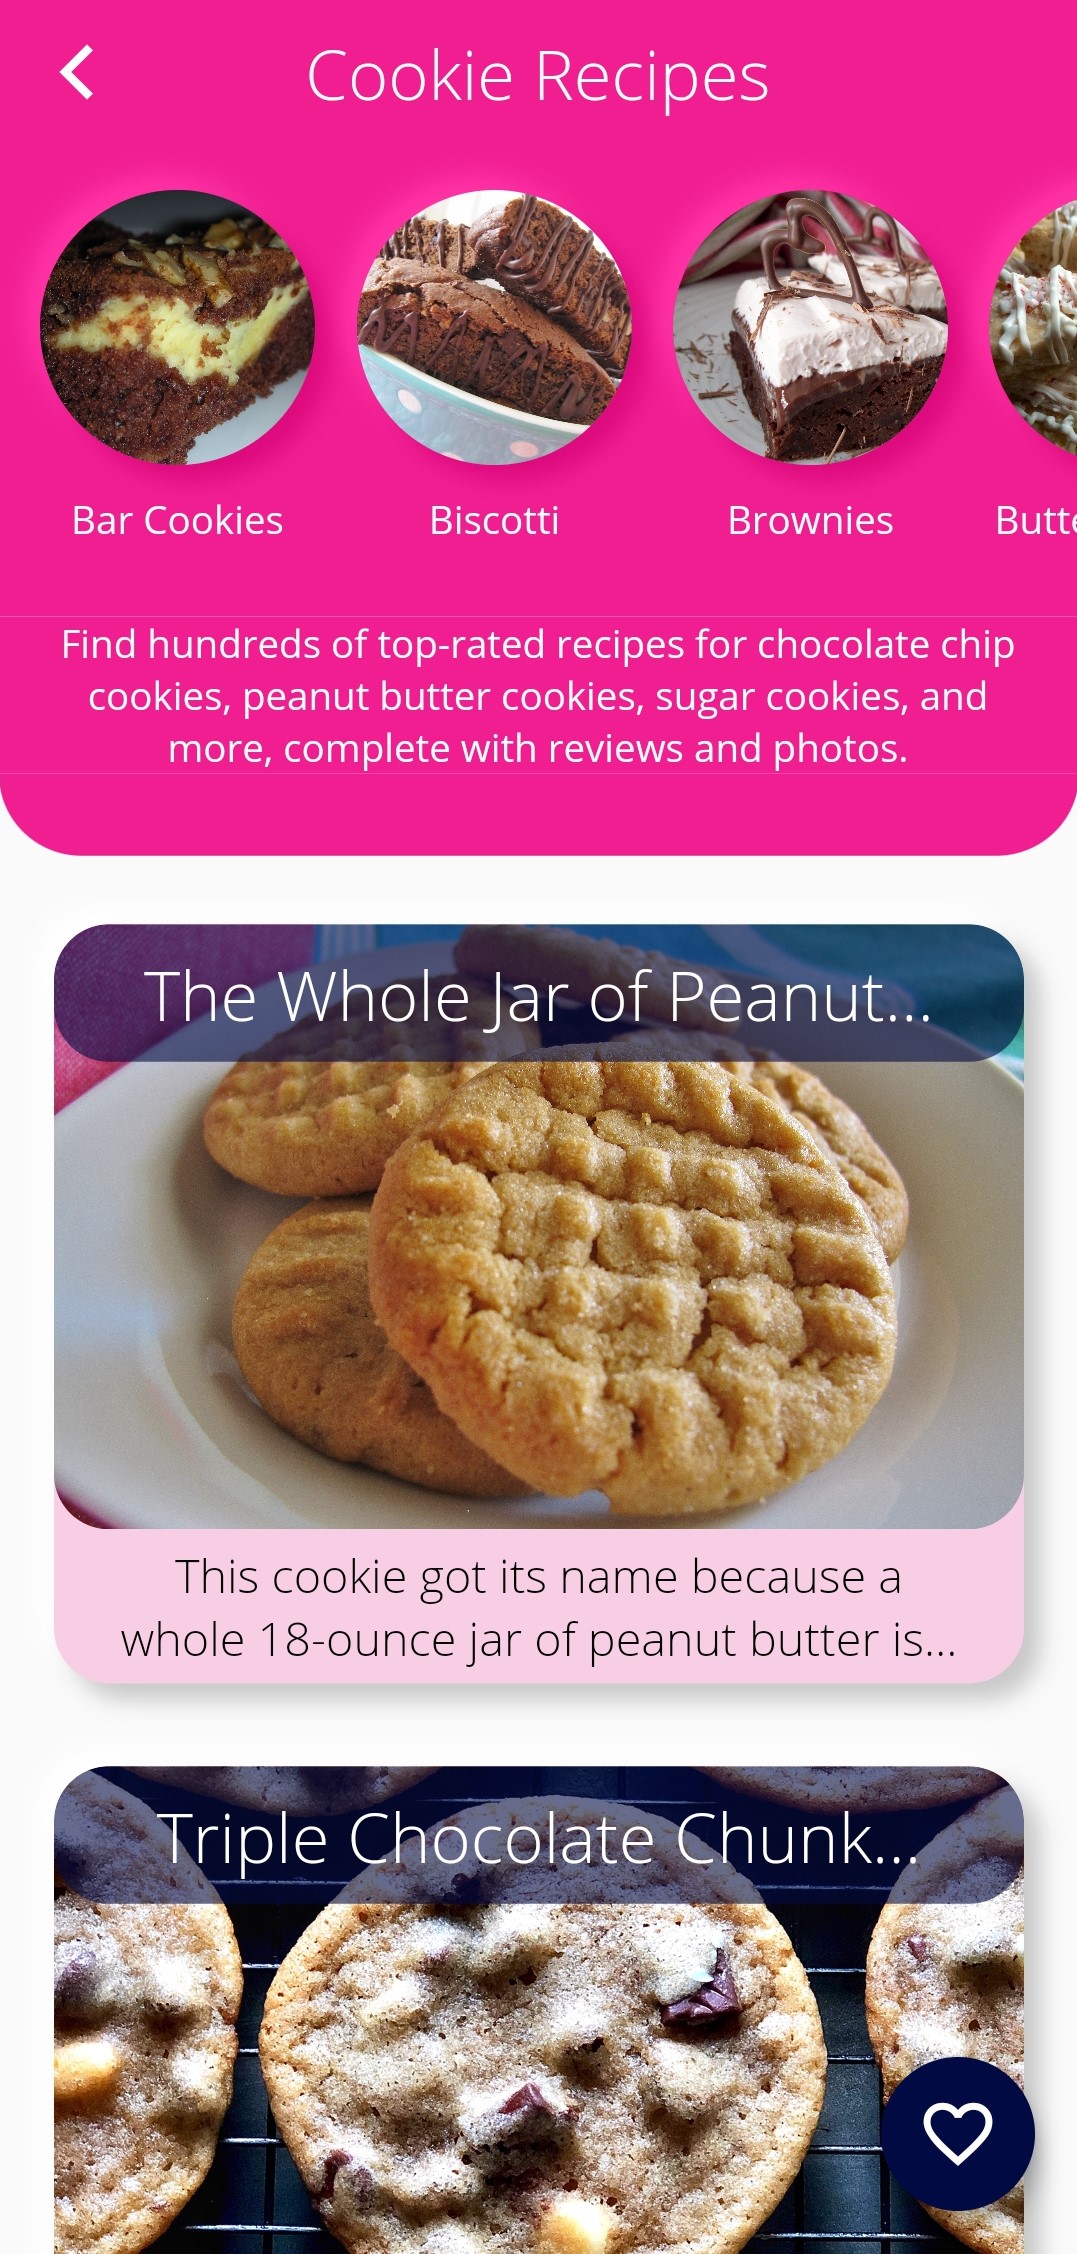 Cookie Recipes
Bar Cookies
Biscotti
Brownies
Butte
Find hundreds of top-rated recipes for chocolate chip
cookies, peanut butter cookies, sugar cookies, and
more, complete with reviews and photos.
The Whole Jar of Peanut...
This cookie got its name because a
whole 18-ounce jar of peanut butter is...
Triple Chocolate Chunk...